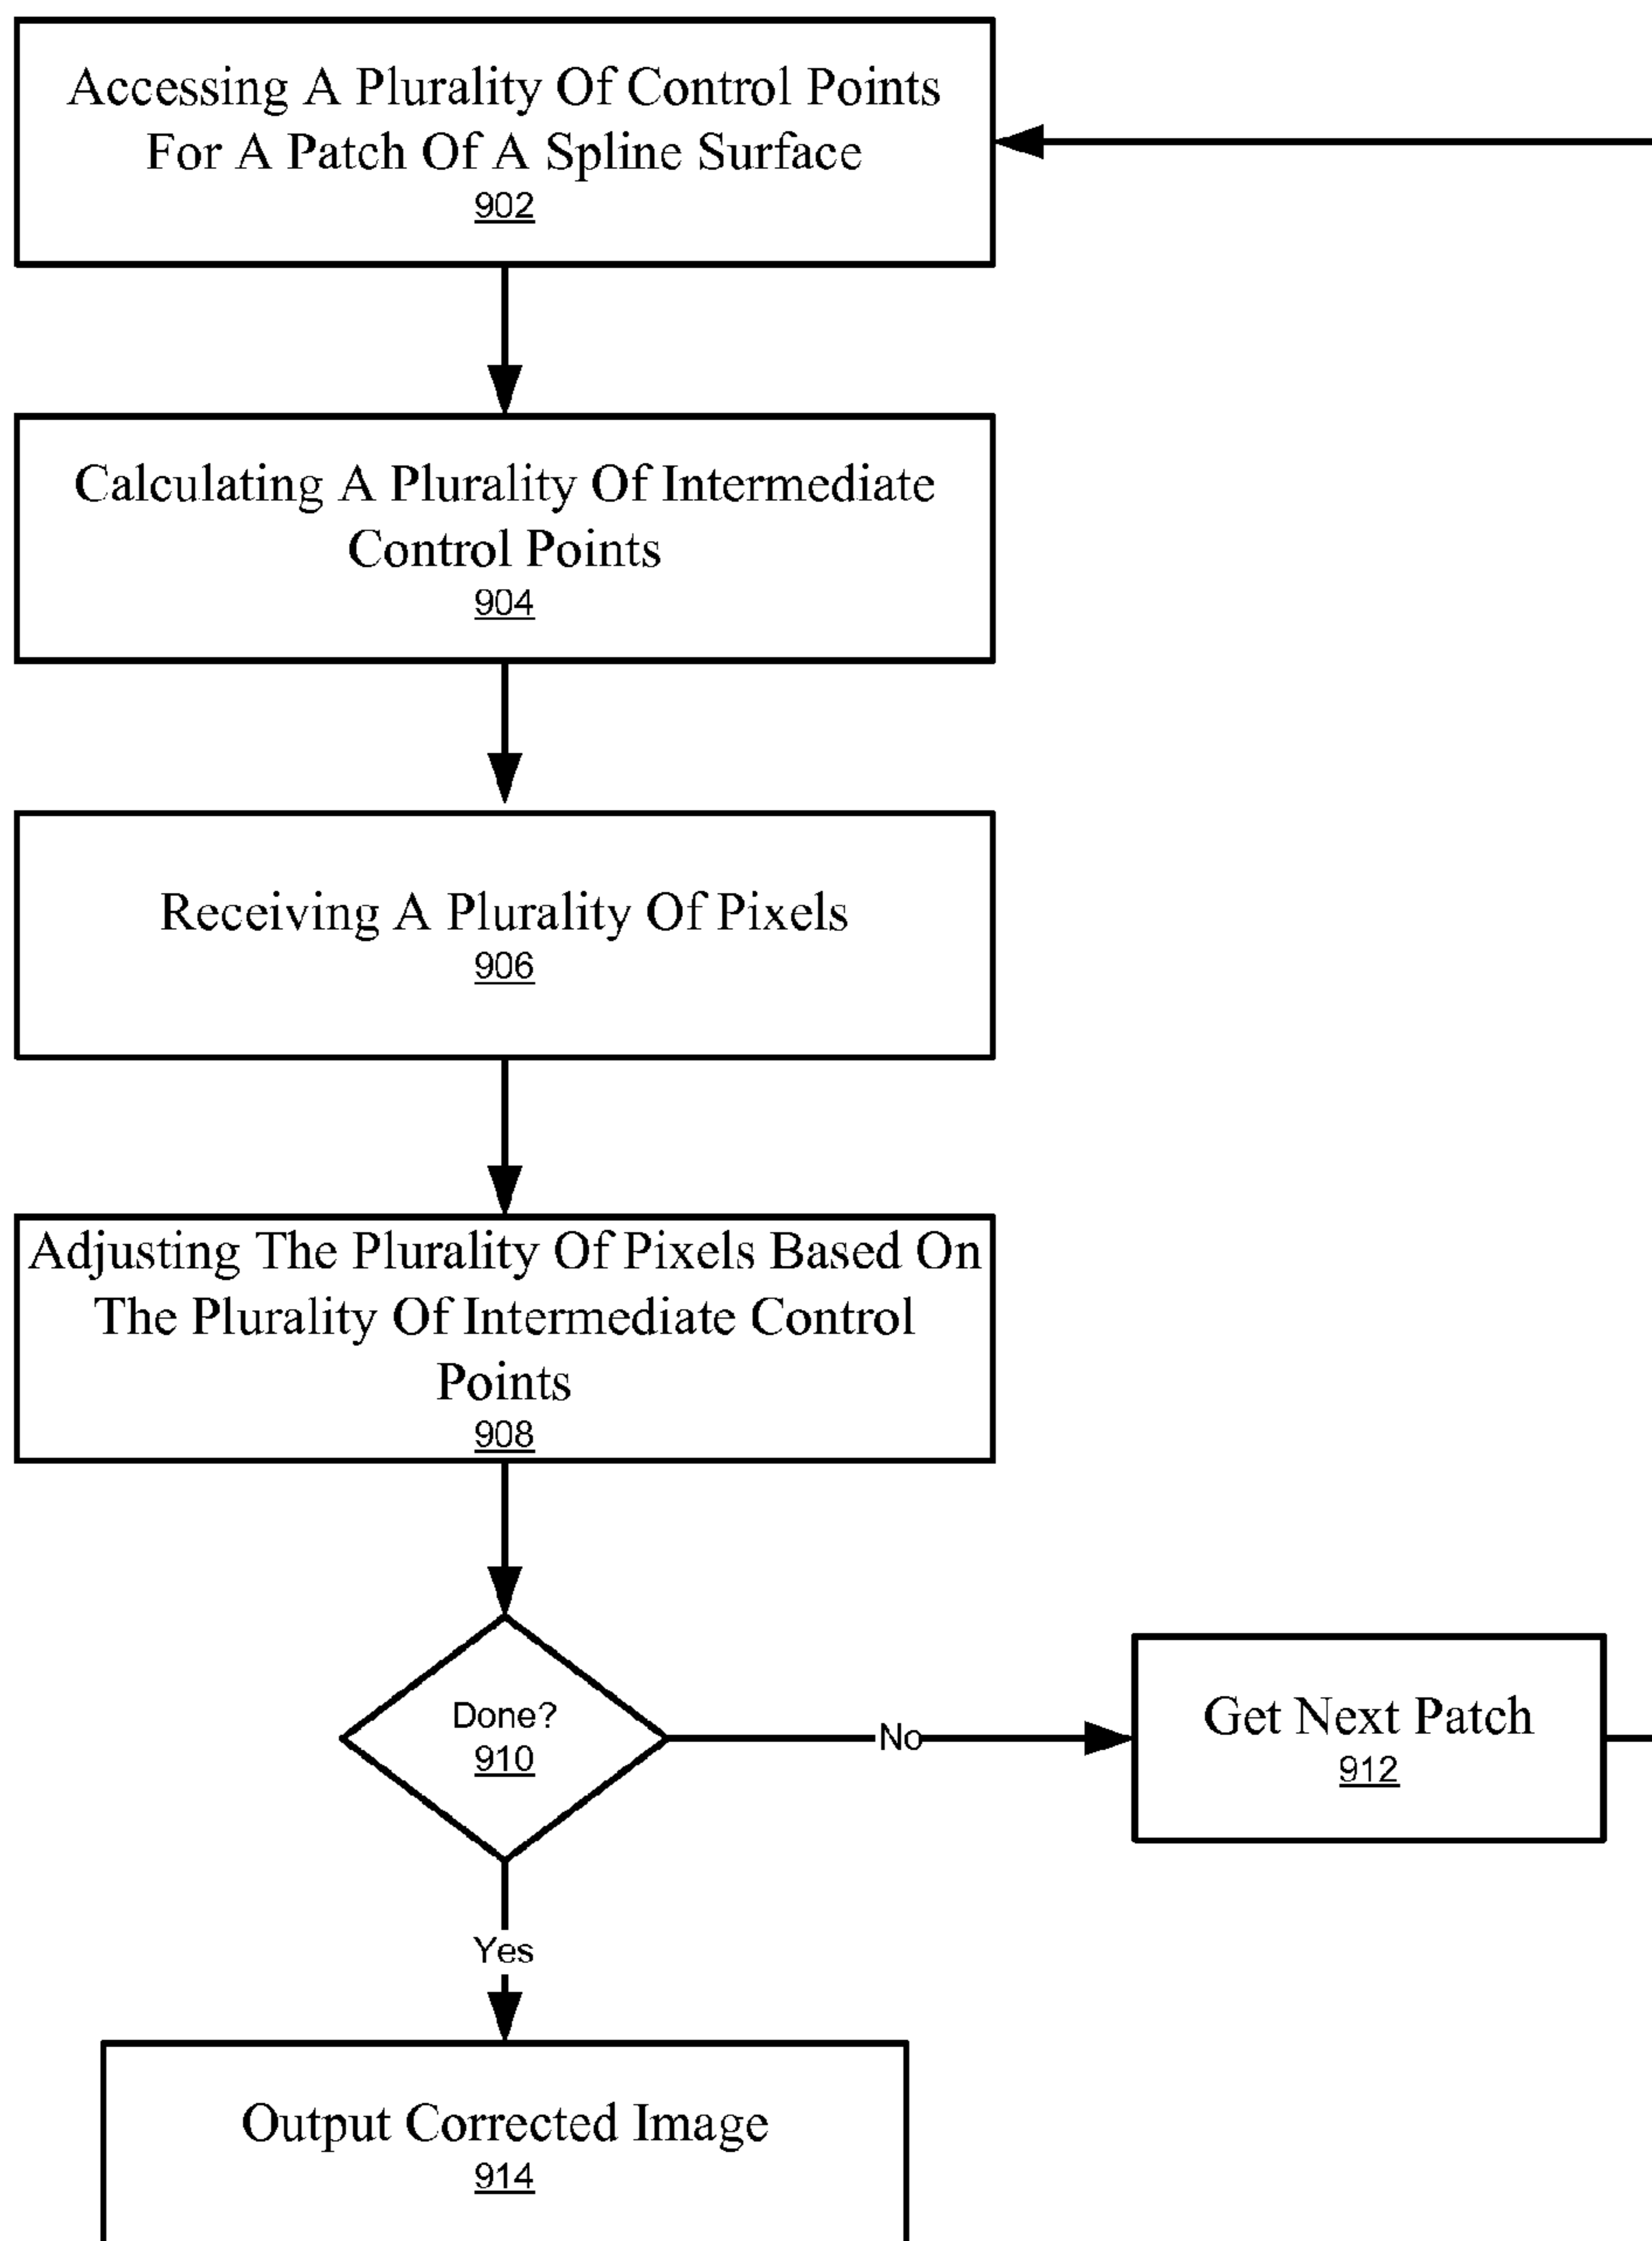 Accessing A Plurality Of Control Points
For A Patch Of A Spline Surface
902
Calculating A Plurality Of Intermediate
Control Points
904
Receiving A Plurality Of Pixels
906
Adjusting The Plurality Of Pixels Based On
The Plurality Of Intermediate Control
Points
908
Done?
910
No
Get Next Patch
912
Yes
Output Corrected Image
914